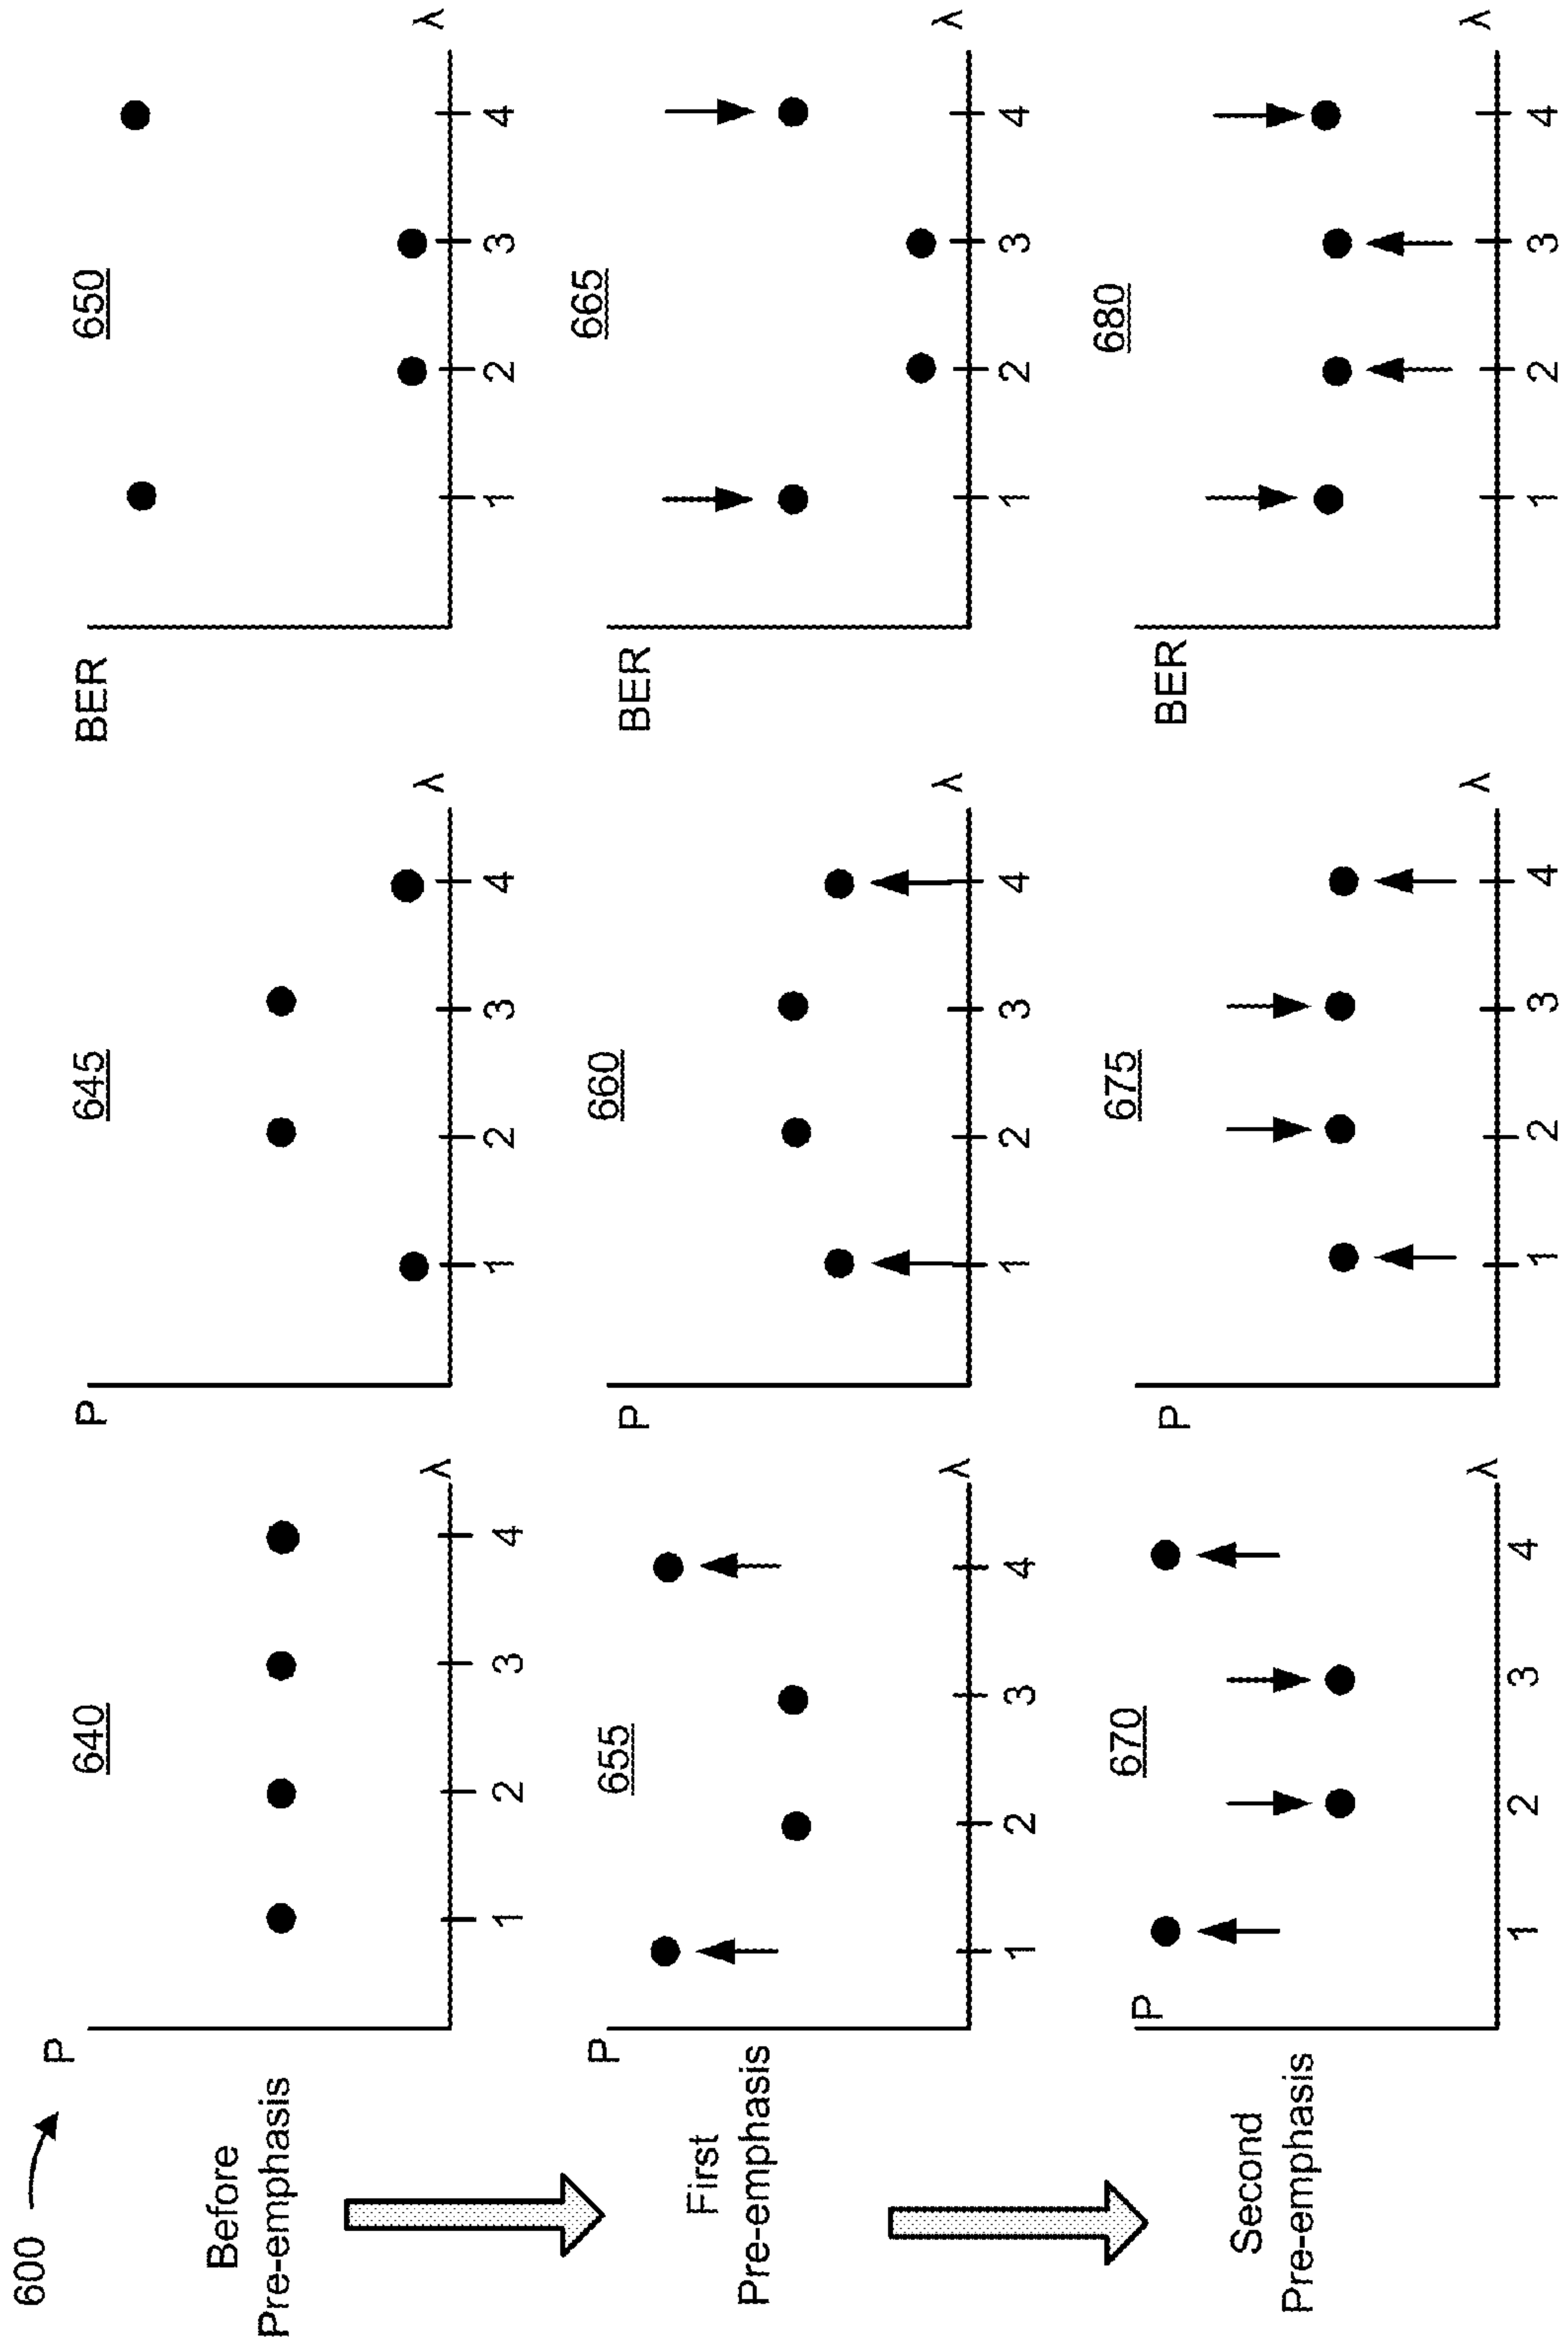 600
Before
Pre-emphasis
P
640
1 2 3 4
λ
P
645
1 2 3 4
λ
BER
650
1 2 3 4
λ
First
Pre-emphasis
P
655
1 2 3 4
λ
P
660
1 2 3 4
λ
BER
665
1 2 3 4
λ
Second
Pre-emphasis
P
670
1 2 3 4
λ
P
675
1 2 3 4
λ
BER
680
1 2 3 4
λ